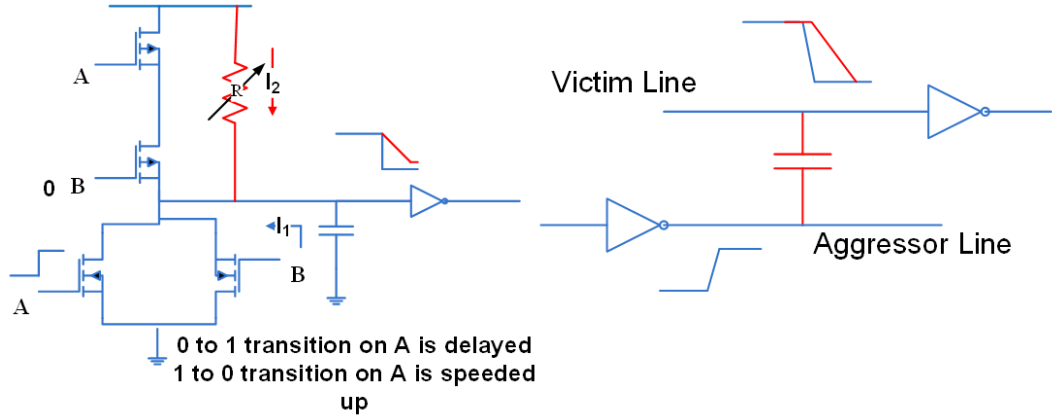 A
R
I2
0 B
I1
A
B
0 to 1 transition on A is delayed
1 to 0 transition on A is speeded
up
Victim Line
Aggressor Line